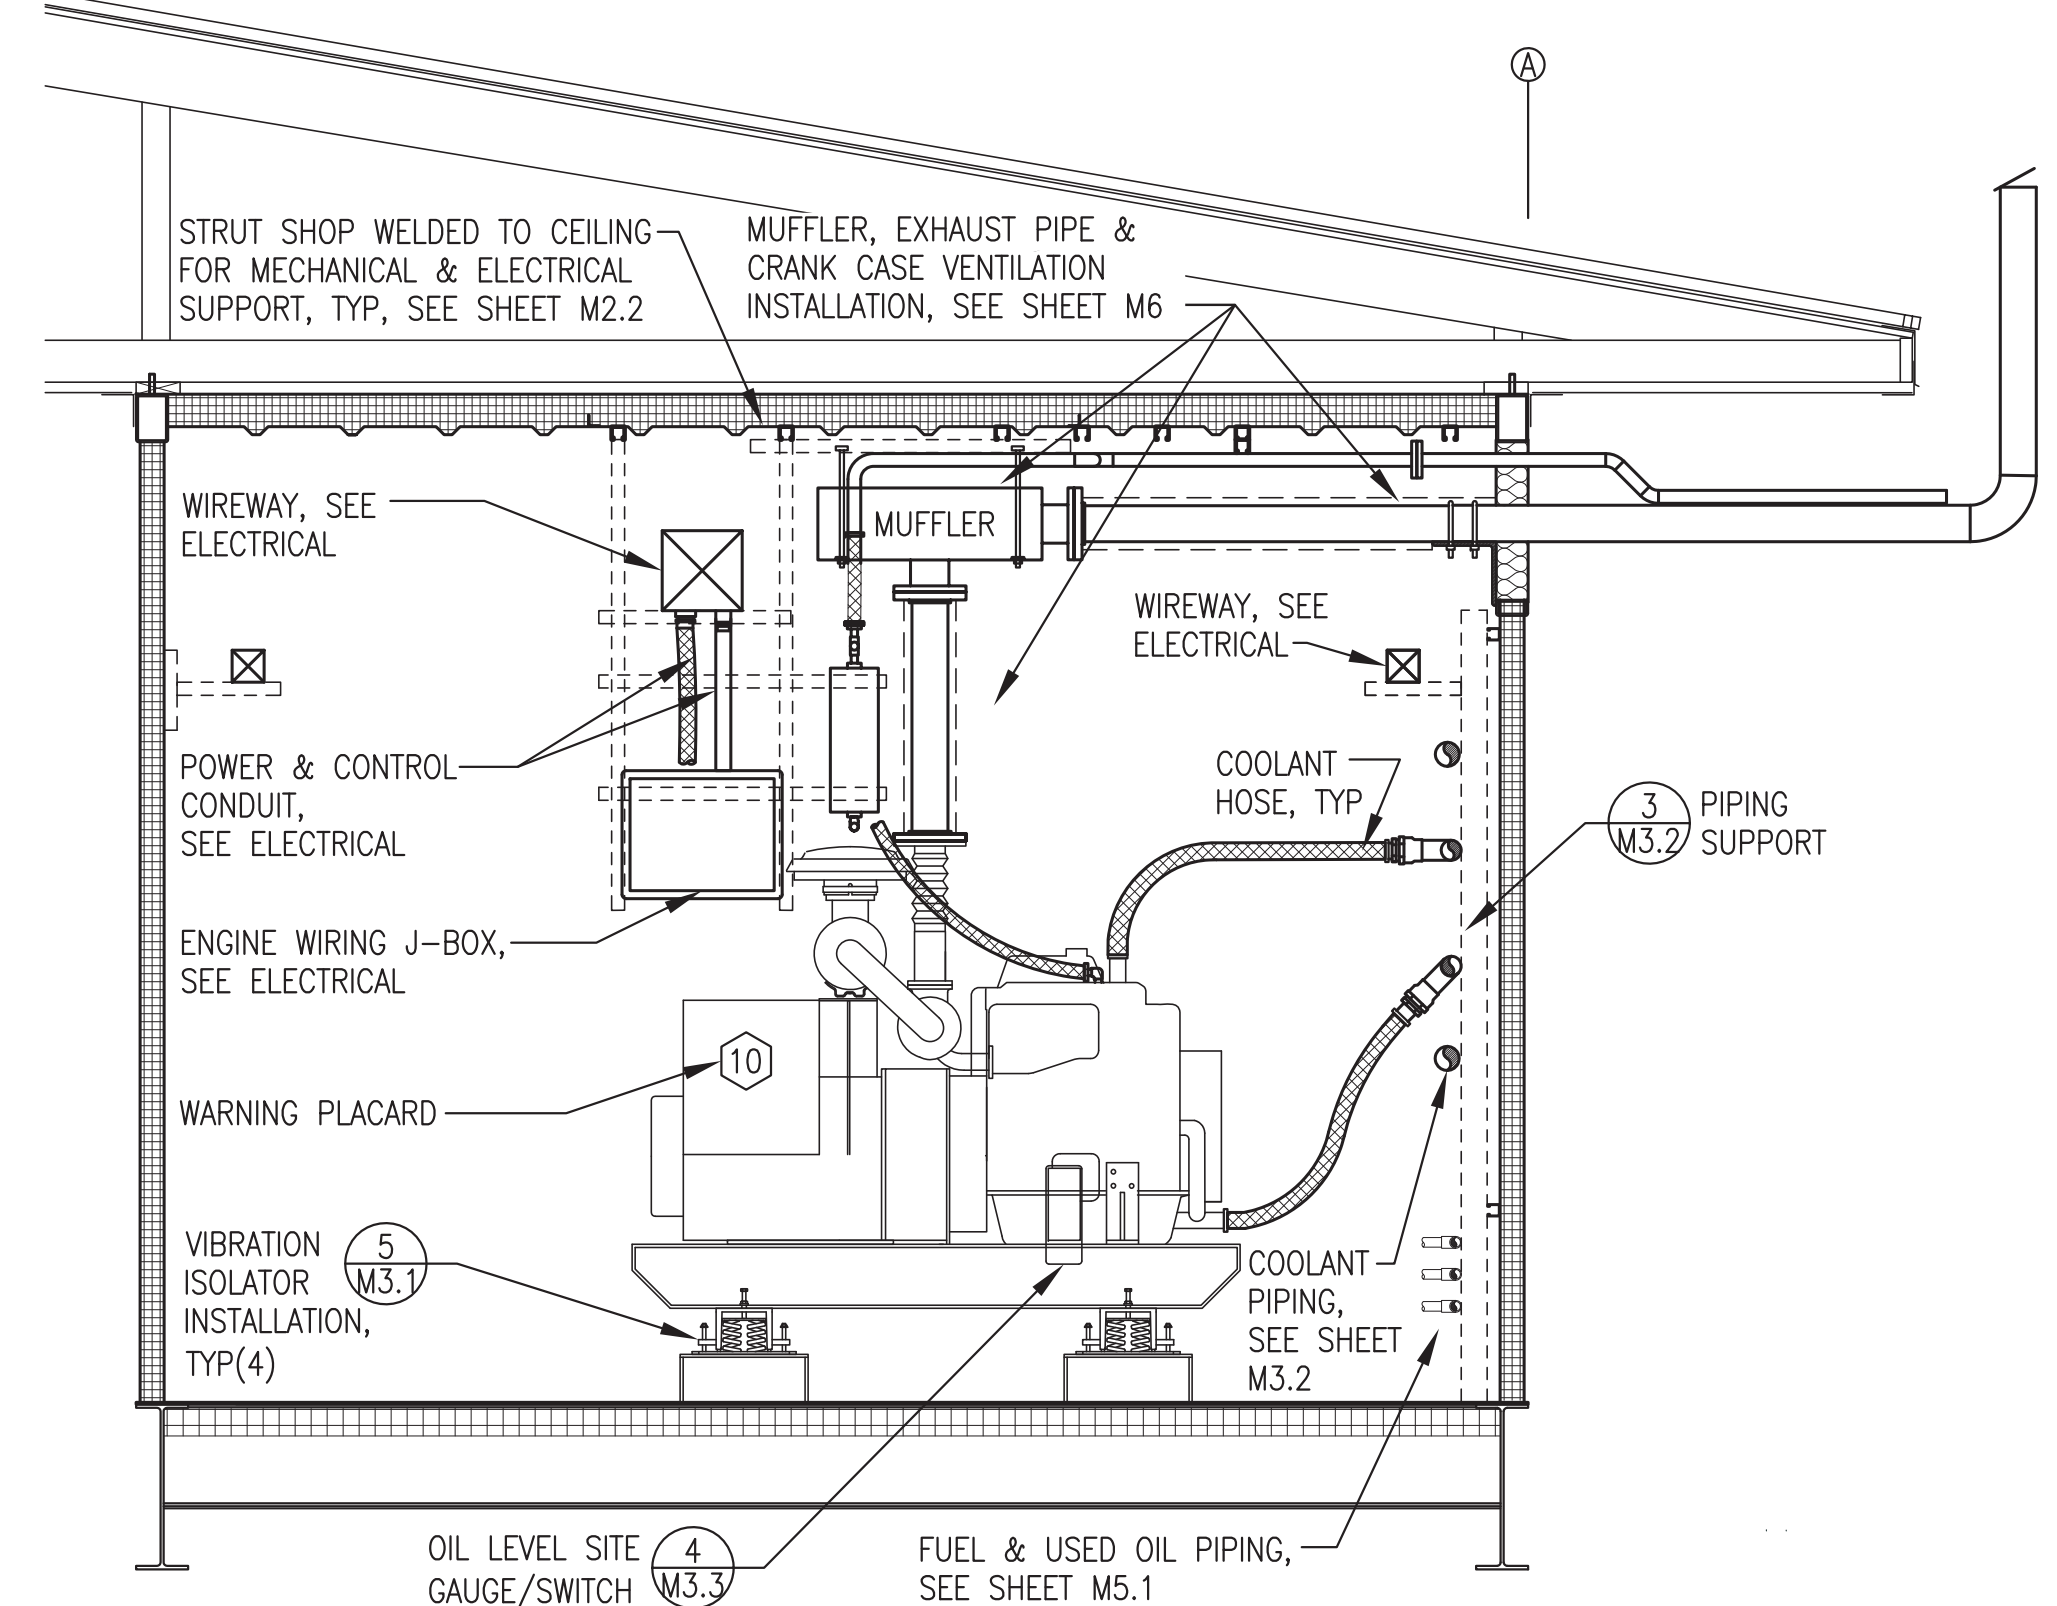 A
STRUT SHOP WELDED TO CEILING
FOR MECHANICAL & ELECTRICAL
SUPPORT, TYP, SEE SHEET M2.2
MUFFLER, EXHAUST PIPE &
CRANK CASE VENTILATION
INSTALLATION, SEE SHEET M6
WIREWAY, SEE
ELECTRICAL
MUFFLER
WIREWAY, SEE
ELECTRICAL
POWER & CONTROL
CONDUIT,
SEE ELECTRICAL
COOLANT
HOSE, TYP
3
M3.2
PIPING
SUPPORT
ENGINE WIRING J-BOX,
SEE ELECTRICAL
10
WARNING PLACARD
VIBRATION
ISOLATOR
INSTALLATION,
TYP(4)
5
M3.1
COOLANT
PIPING,
SEE SHEET
M3.2
OIL LEVEL SITE
GAUGE/SWITCH
4
M3.3
FUEL & USED OIL PIPING,
SEE SHEET M5.1